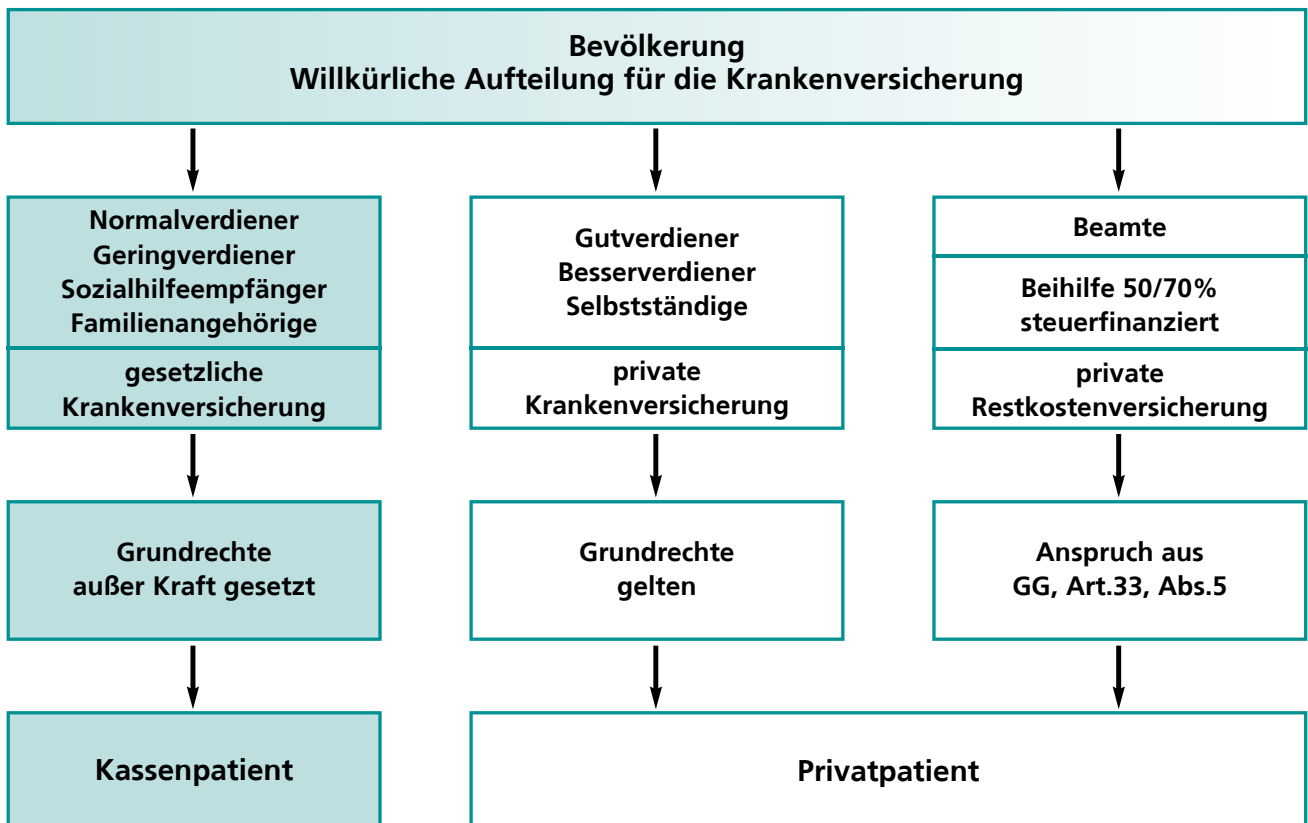 Bevölkerung
Willkürliche Aufteilung für die Krankenversicherung
Normalverdiener
Geringverdiener
Sozialhilfeempfänger
Familienangehörige
gesetzliche
Krankenversicherung
Grundrechte
außer Kraft gesetzt
Kassenpatient
Gutverdiener
Besserverdiener
Selbstständige
private
Krankenversicherung
Grundrechte
gelten
Beamte
Beihilfe 50/70%
steuerfinanziert
private
Restkostenversicherung
Anspruch aus
GG, Art.33, Abs.5
Privatpatient